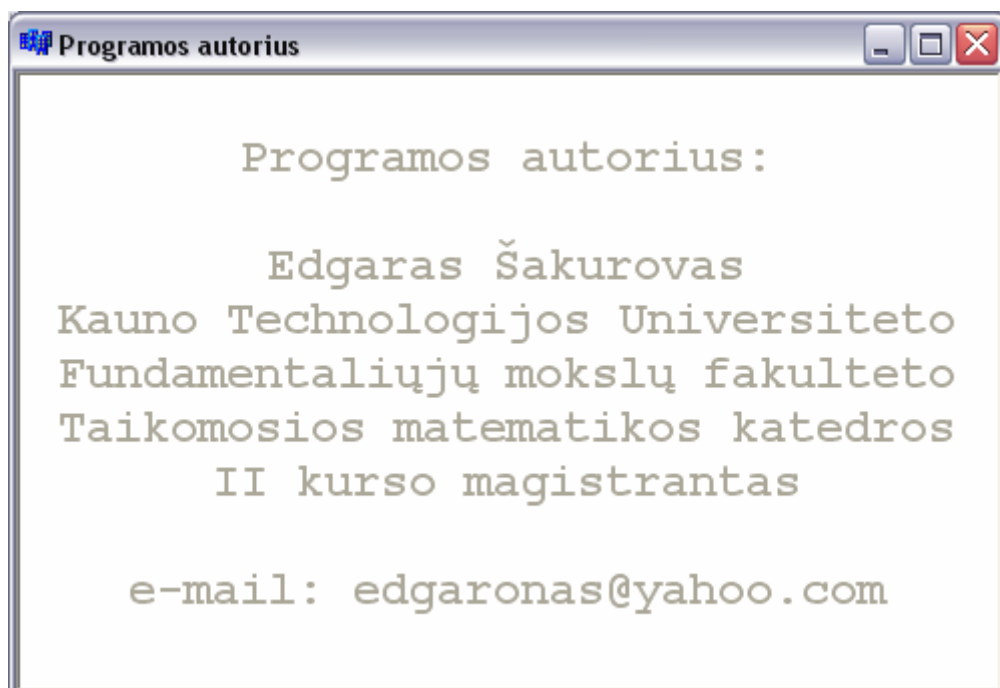 Programos autorius
Programos autorius:
Edgaras Šakurovas
Kauno Technologijos Universiteto
Fundamentaliųjų mokslų fakulteto
Taikomosios matematikos katedros
II kurso magistrantas
e-mail: edgaronas@yahoo.com